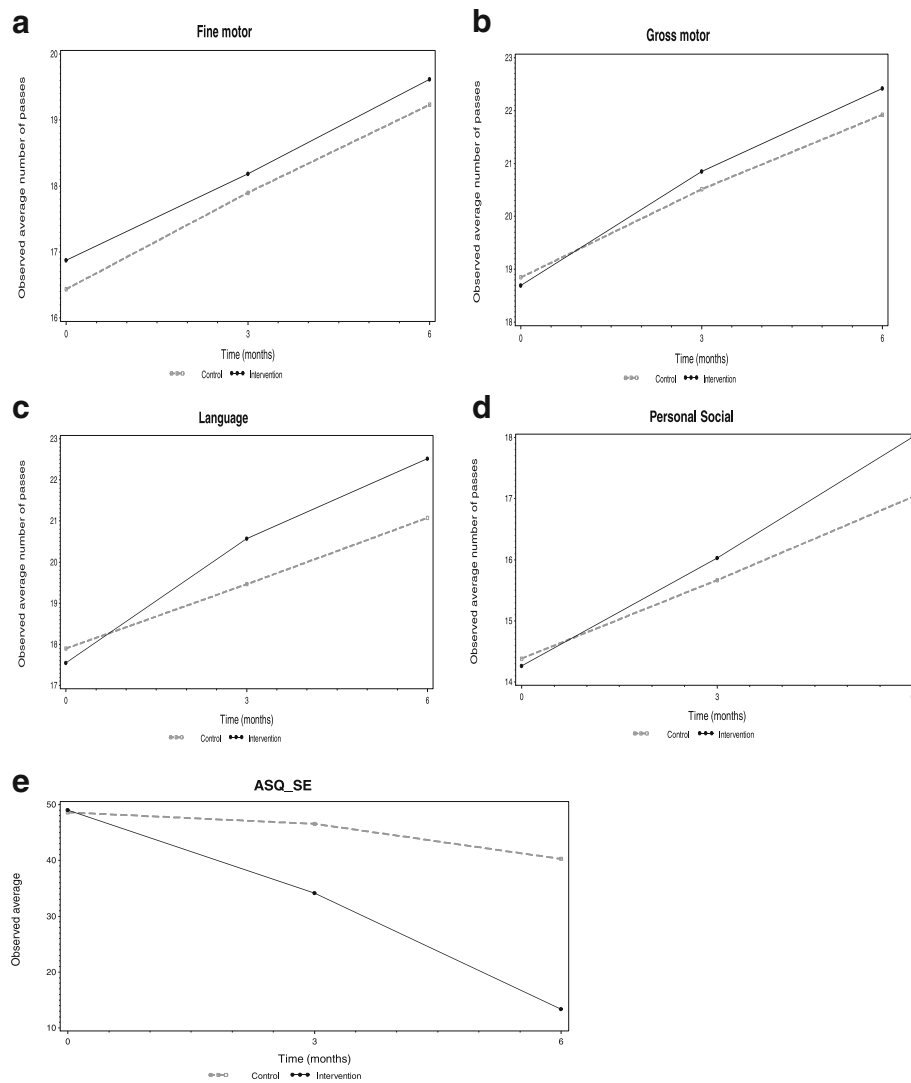 a
Fine motor
Observed average number of passes
20
19
18
17
16
0 3 6
Time (months)
Control Intervention
b
Gross motor
Observed average number of passes
23
22
21
20
19
18
0 3 6
Time (months)
Control Intervention
c
Language
Observed average number of passes
23
22
21
20
19
18
17
0 3 6
Time (months)
Control Intervention
d
Personal Social
Observed average number of passes
18
17
16
15
14
0 3
Time (months)
Control Intervention
e
ASQ_SE
Observed average
50
40
30
20
10
0 3 6
Time (months)
Control Intervention